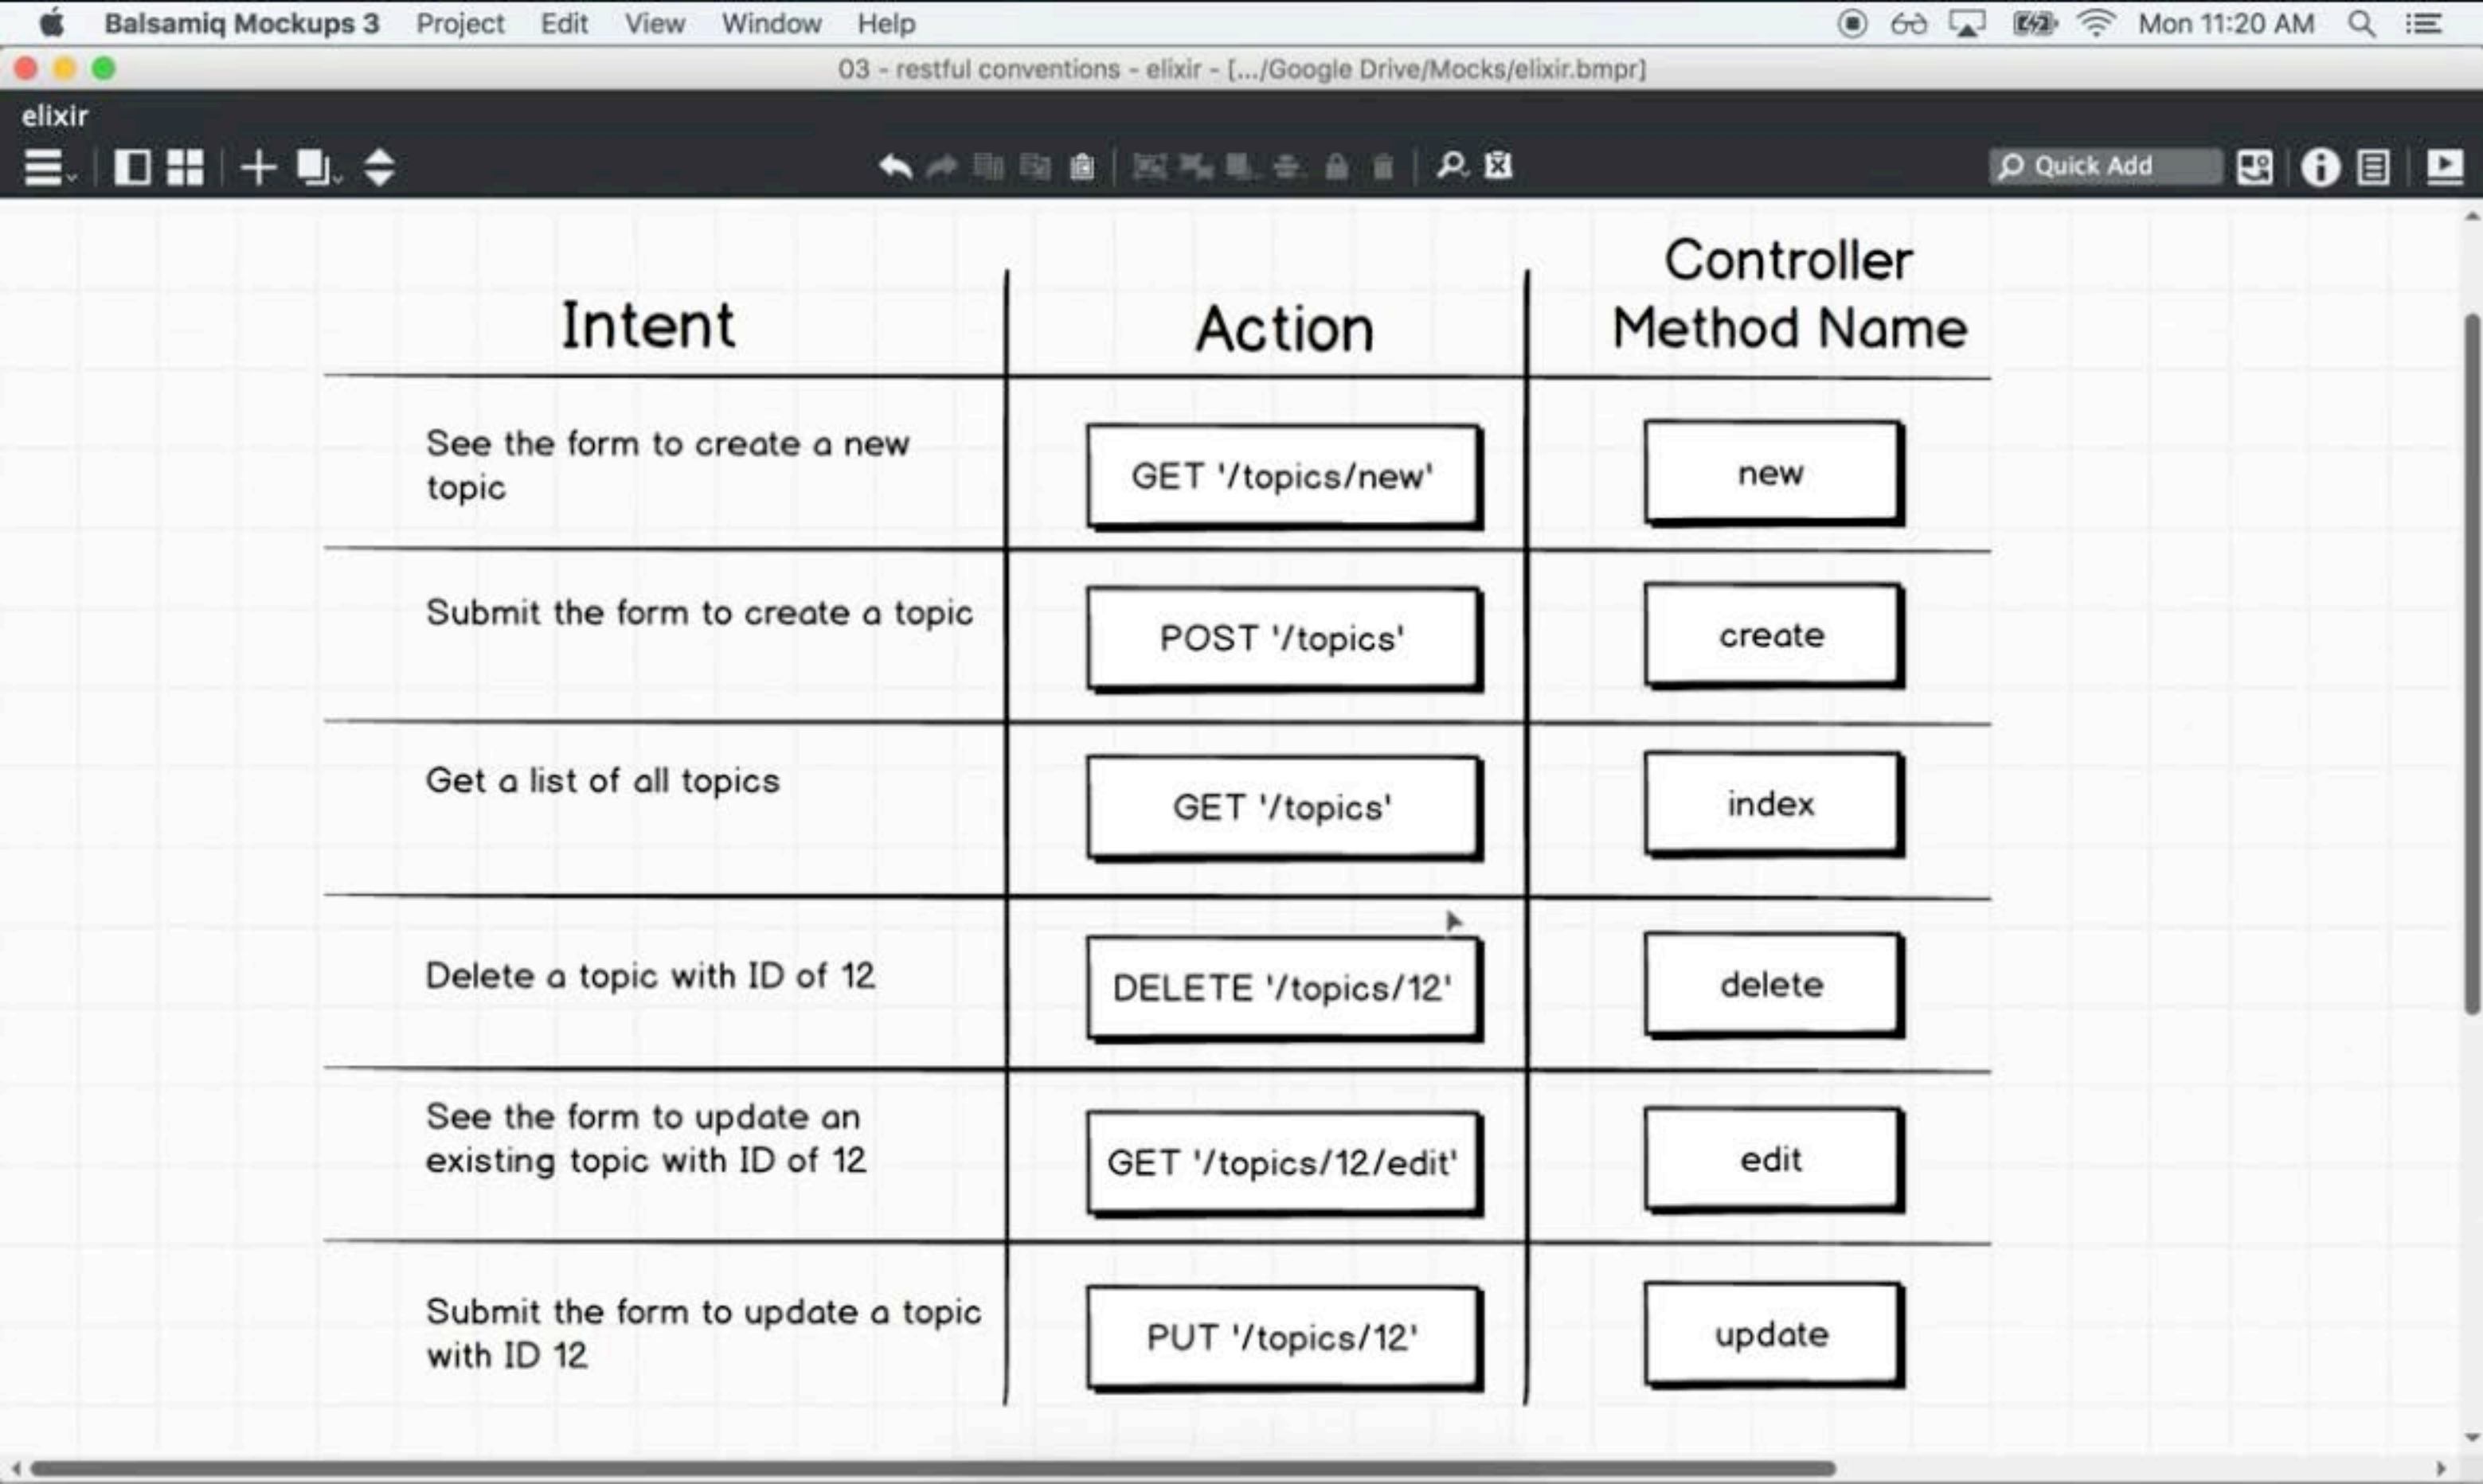 Balsamiq Mockups 3 Project Edit View Window Help Mon 11:20 AM
03 - restful conventions - elixir - [.../Google Drive/Mocks/elixir.bmpr]
elixir
Quick Add
Intent
Action
Controller
Method Name
See the form to create a new
topic
GET '/topics/new'
new
Submit the form to create a topic
POST '/topics'
create
Get a list of all topics
GET '/topics'
index
Delete a topic with ID of 12
DELETE '/topics/12'
delete
See the form to update an
existing topic with ID of 12
GET '/topics/12/edit'
edit
Submit the form to update a topic
with ID 12
PUT '/topics/12'
update